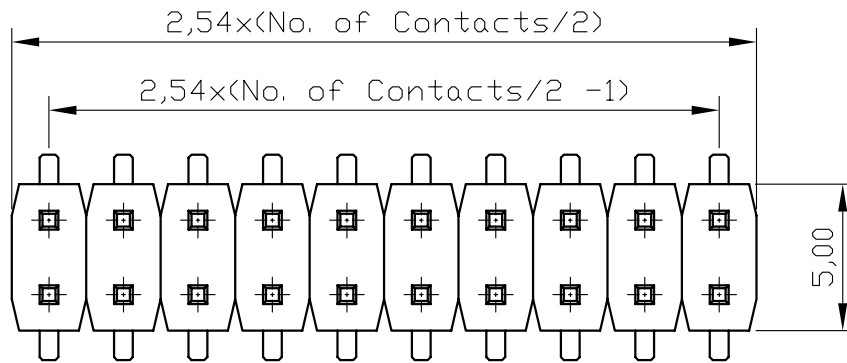 2,54x(No. of Contacts/2)
2,54x(No. of Contacts/2 -1)
5,00